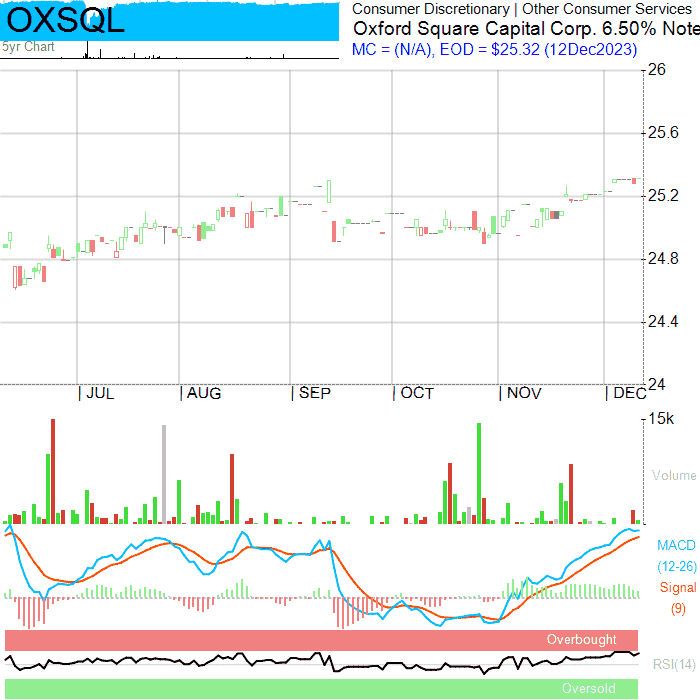 OXSQL
5yr Chart
Consumer Discretionary | Other Consumer Services
Oxford Square Capital Corp. 6.50% Note
MC = (N/A), EOD = $25.32 (12Dec2023)
26
25.6
25.2
24.8
24.4
24
JUL
AUG
SEP
OCT
NOV
DEC
15k
Volume
MACD
(12-26)
Signal
(9)
Overbought
RSI(14)
Oversold